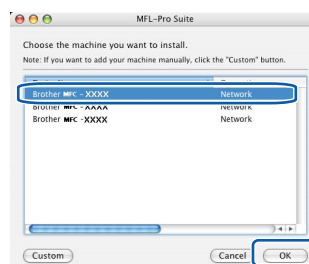 MFL-Pro Suite
Choose the machine you want to install.
Note: If you want to add your machine manually, click the "Custom" button.
Brother MFC - XXXX Network
Brother MFC - XXXX Network
Brother MFC - XXXX Network
Custom Cancel OK